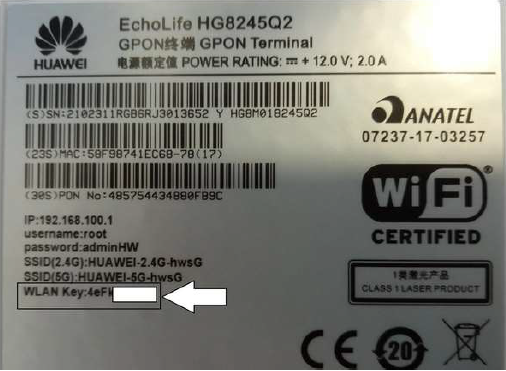 EchoLife HG8245Q2
GPON终端 GPON Terminal
电源额定值 POWER RATING: ⎓ + 12.0 V; 2.0 A
HUAWEI
(S)SN:2102311RGB6RJ3013652 Y HG8M018245Q2
(23S)MAC:58F98741EC68-70(17)
(30S)PON No:485754434880FB9C
ANATEL
07237-17-03257
WiFi®
CERTIFIED
IP:192.168.100.1
username:root
password:adminHW
SSID(2.4G):HUAWEI-2.4G-hwsG
SSID(5G):HUAWEI-5G-hwsG
WLAN Key:4eFk
1类激光产品
CLASS 1 LASER PRODUCT
CE
20